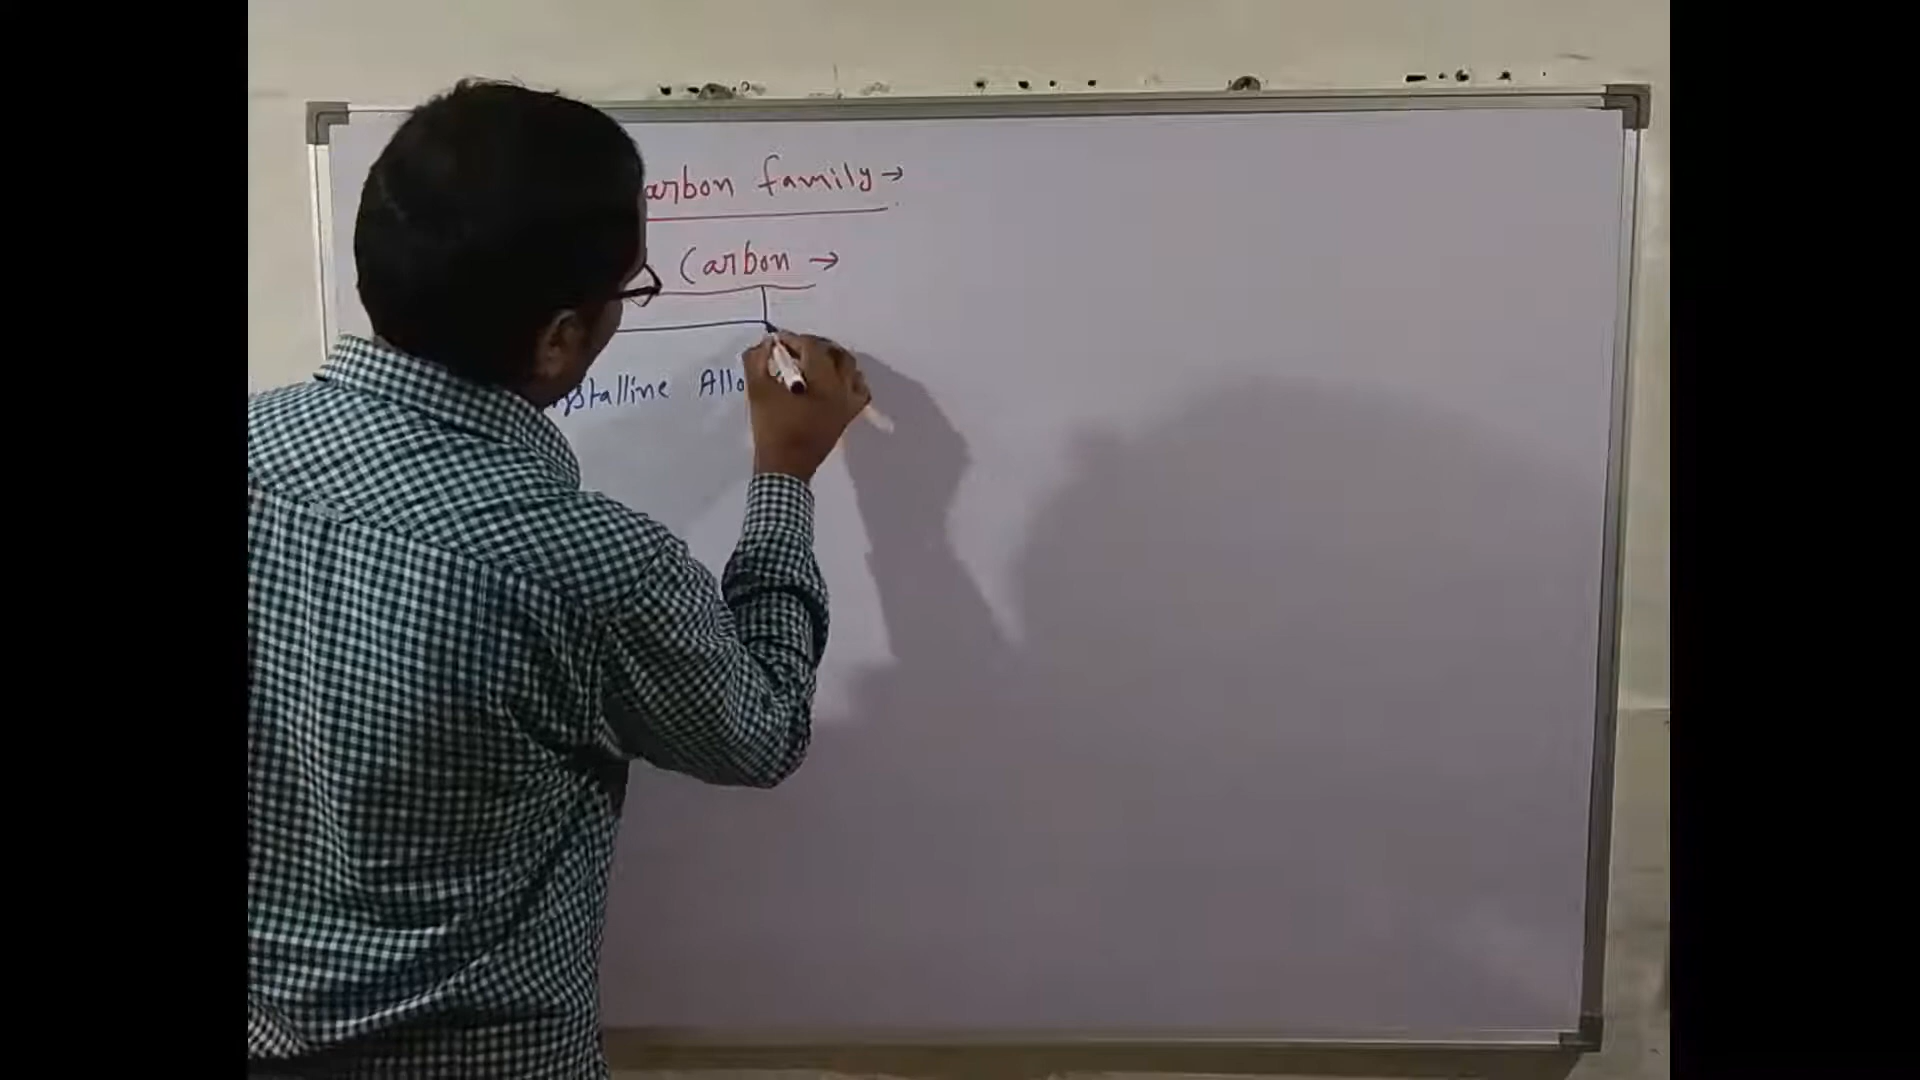 arbon family →
Carbon →
stalline Allo